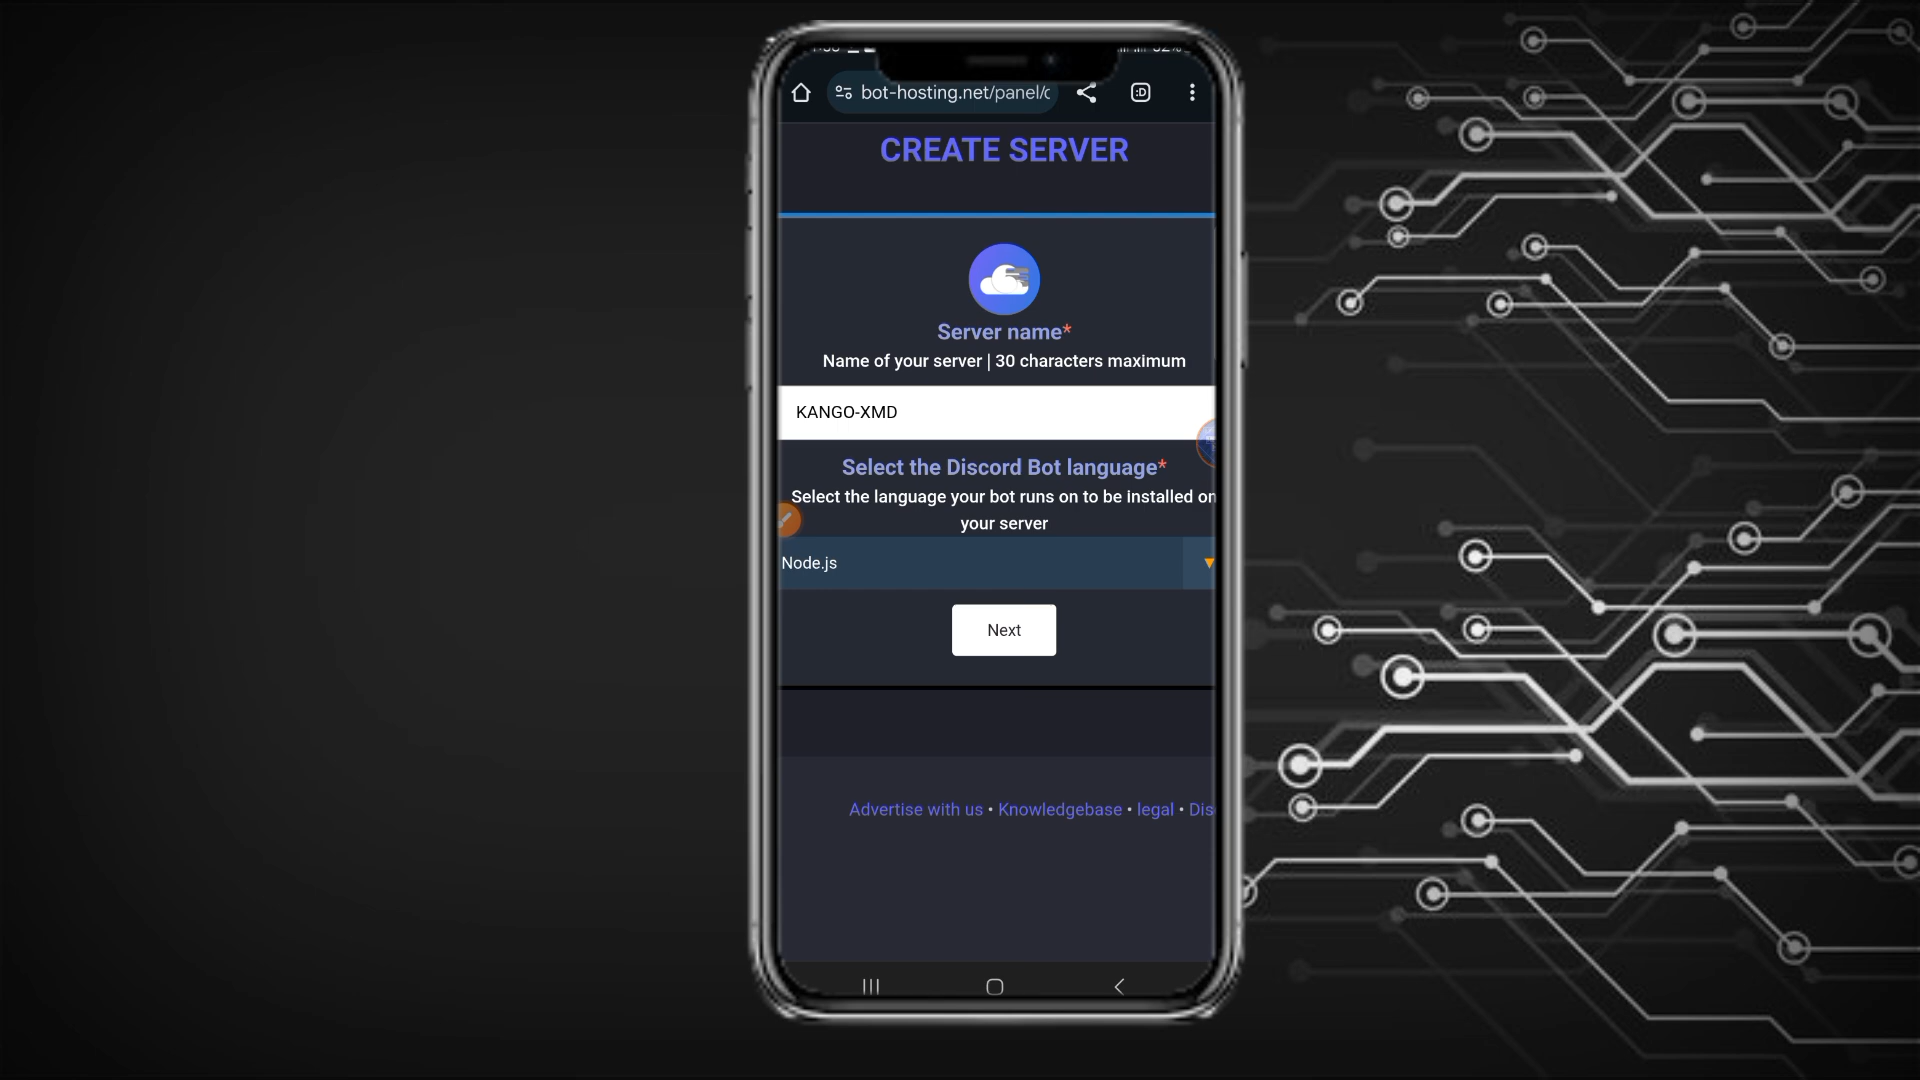 bot-hosting.net/panel/c
:D
CREATE SERVER
Server name*
Name of your server | 30 characters maximum
KANGO-XMD
Select the Discord Bot language*
Select the language your bot runs on to be installed on
your server
Node.js
Next
Advertise with us • Knowledgebase • legal • Dis